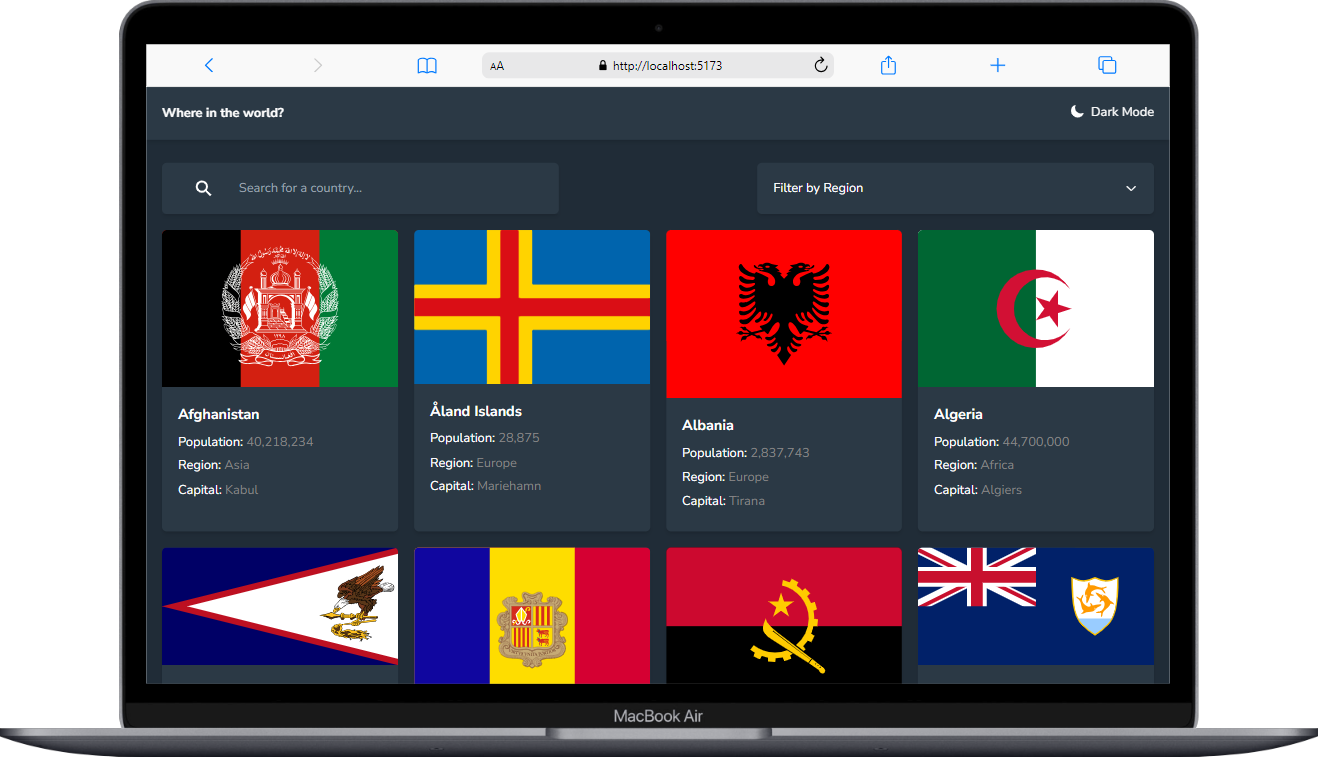 AA
http://localhost:5173
Where in the world?
Dark Mode
Search for a country...
Filter by Region
Afghanistan
Population: 40,218,234
Region: Asia
Capital: Kabul
Åland Islands
Population: 28,875
Region: Europe
Capital: Mariehamn
Albania
Population: 2,837,743
Region: Europe
Capital: Tirana
Algeria
Population: 44,700,000
Region: Africa
Capital: Algiers
MacBook Air